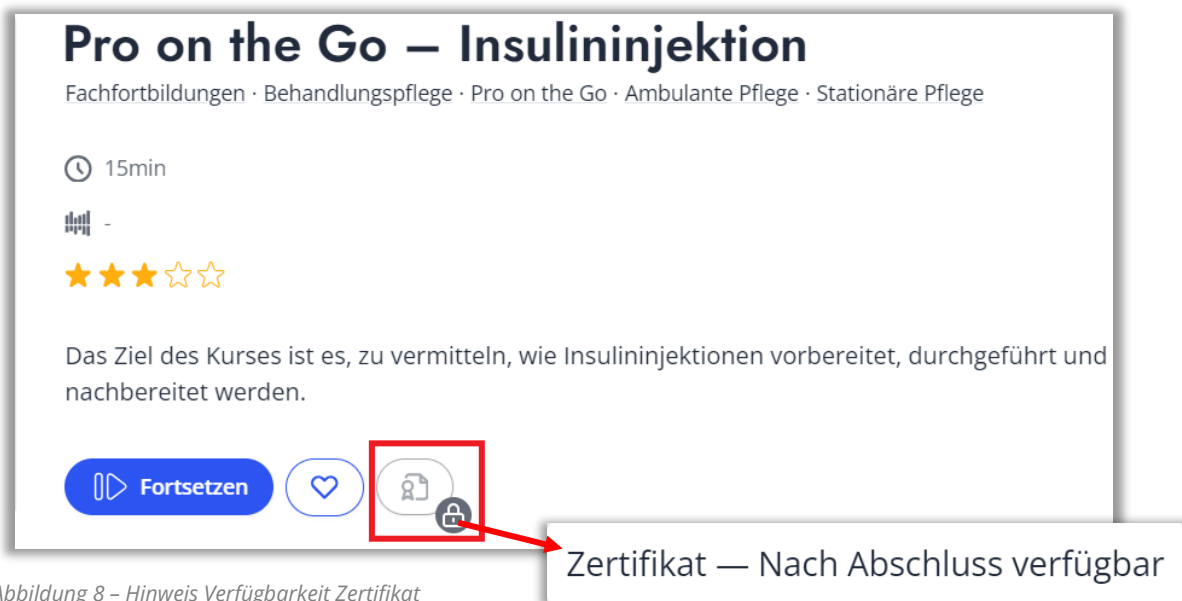 Pro on the Go – Insulininjektion
Fachfortbildungen · Behandlungspflege · Pro on the Go · Ambulante Pflege · Stationäre Pflege
15min
-
Das Ziel des Kurses ist es, zu vermitteln, wie Insulininjektionen vorbereitet, durchgeführt und
nachbereitet werden.
Fortsetzen
Zertifikat — Nach Abschluss verfügbar
Abbildung 8 – Hinweis Verfügbarkeit Zertifikat